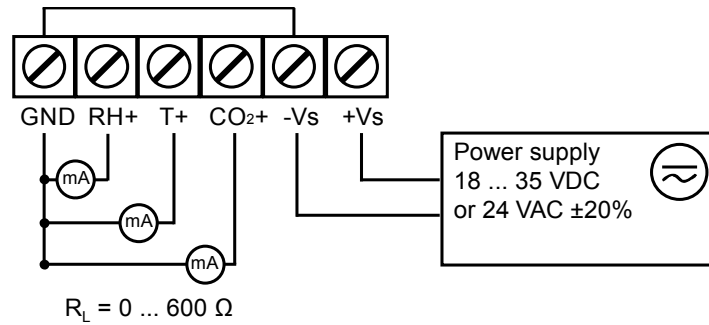 GND RH+ T+ CO₂+ -Vs +Vs
mA
mA
mA
Power supply
18 ... 35 VDC
or 24 VAC ±20%
R_L = 0 ... 600 Ω